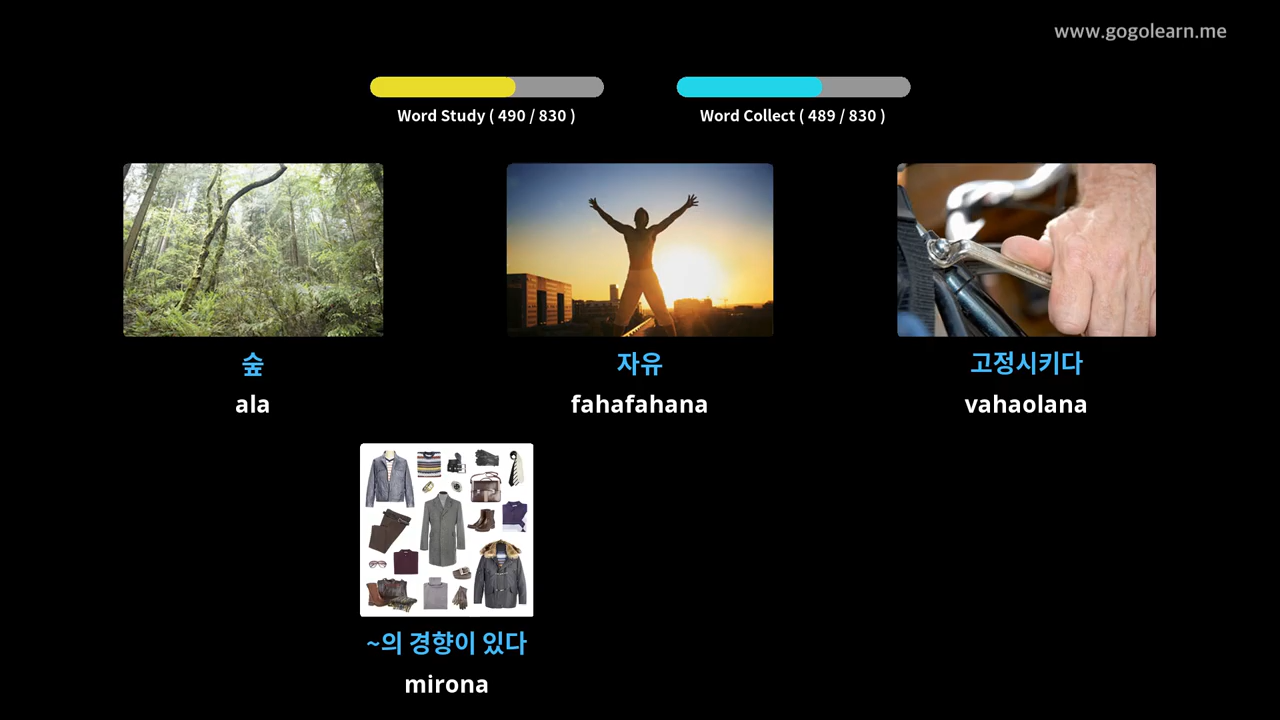 www.gogolearn.me
Word Study ( 490 / 830 )
Word Collect ( 489 / 830 )
숲
ala
자유
fahafahana
고정시키다
vahaolana
~의 경향이 있다
mirona